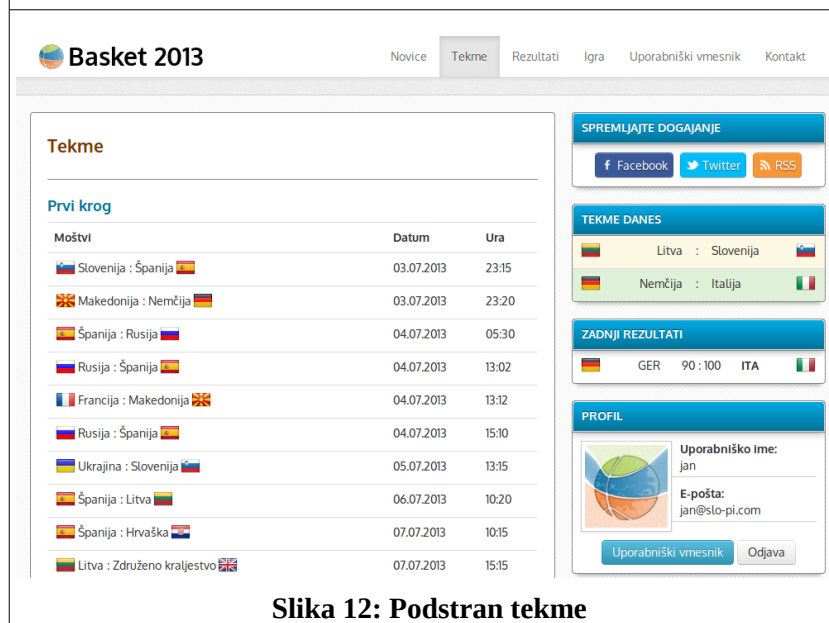 Basket 2013
Novice Tekme Rezultati Igra Uporabniški vmesnik Kontakt
Tekme
Prvi krog
Moštvi Datum Ura
Slovenija : Španija 03.07.2013 23:15
Makedonija : Nemčija 03.07.2013 23:20
Španija : Rusija 04.07.2013 05:30
Rusija : Španija 04.07.2013 13:02
Francija : Makedonija 04.07.2013 13:12
Rusija : Španija 04.07.2013 15:10
Ukrajina : Slovenija 05.07.2013 13:15
Španija : Litva 06.07.2013 10:20
Španija : Hrvaška 07.07.2013 10:15
Litva : Združeno kraljestvo 07.07.2013 15:15
SPREMLJAJTE DOGAJANJE
Facebook Twitter RSS
TEKME DANES
Litva : Slovenija
Nemčija : Italija
ZADNJI REZULTATI
GER 90 : 100 ITA
PROFIL
Uporabniško ime:
jan
E-pošta:
jan@slo-pi.com
Uporabniški vmesnik Odjava
Slika 12: Podstran tekme